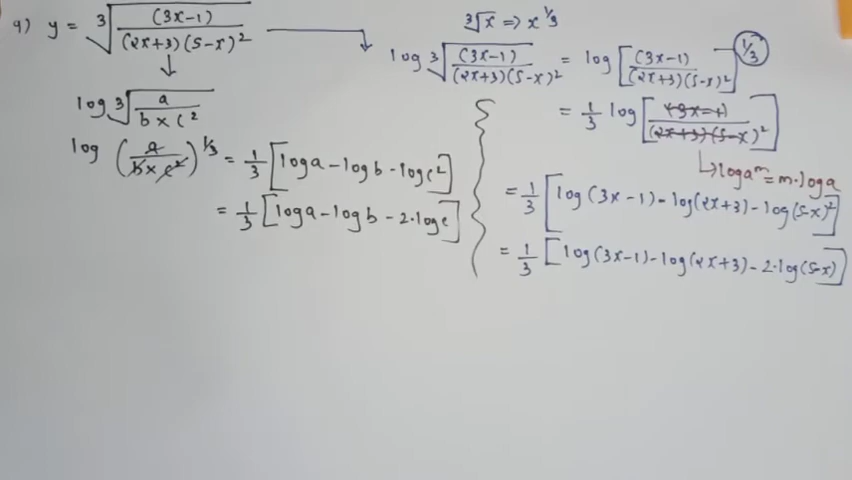 9) y = ∛((3x-1)/((2x+3)(5-x)²))
↓
log ∛(a/(b x c²))
log (a/(b x c²))^1/3 = 1/3 [log a - log b - log c²]
= 1/3 [log a - log b - 2·log c]
∛x ⇒ x^1/3
log ∛((3x-1)/((2x+3)(5-x)²)) = log [(3x-1)/((2x+3)(5-x)²)]^1/3
= 1/3 log [(3x-1)/((2x+3)(5-x)²)]
↳ log a^m = m·log a
= 1/3 [log(3x-1) - log(2x+3) - log(5-x)²]
= 1/3 [log(3x-1) - log(2x+3) - 2·log(5-x)]